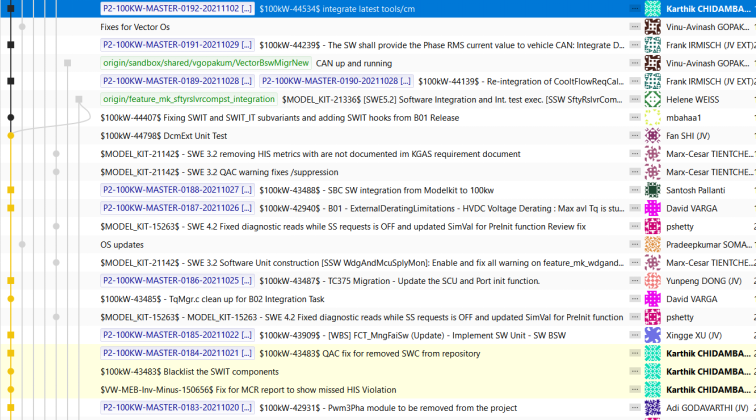 P2-100KW-MASTER-0192-20211102 [...] $100kW-44534$ integrate latest tools/cm ... Karthik CHIDAMBA...
Fixes for Vector Os ... Vinu-Avinash GOPAK...
P2-100KW-MASTER-0191-20211029 [...] $100kW-44239$ - The SW shall provide the Phase RMS current value to vehicle CAN: Integrate D... ... Frank IRMISCH (JV EXT)
origin/sandbox/shared/vgopakum/VectorBswMigrNew CAN up and running ... Vinu-Avinash GOPAK...
P2-100KW-MASTER-0189-20211028 [...] P2-100KW-MASTER-0190-20211028 [...] $100kW-44139$ - Re-integration of CooltFlowReqCal... ... Frank IRMISCH (JV EXT)
origin/feature_mk_sftyrslvrcompst_integration $MODEL_KIT-21336$ [SWE5.2] Software Integration and Int. test exec. [SSW SftyRslvrCom... ... Helene WEISS
$100kW-44407$ Fixing SWIT and SWIT_IT subvariants and adding SWIT hooks from B01 Release ... mbahaa1
$100kW-44798$ DcmExt Unit Test ... Fan SHI (JV)
$MODEL_KIT-21142$ - SWE 3.2 removing HIS metrics with are not documented im KGAS requirement document ... Marx-Cesar TIENTCHE...
$MODEL_KIT-21142$ - SWE 3.2 QAC warning fixes /suppression ... Marx-Cesar TIENTCHE...
P2-100KW-MASTER-0188-20211027 [...] $100kW-43488$ - SBC SW integration from Modelkit to 100kw ... Santosh Pallanti
P2-100KW-MASTER-0187-20211026 [...] $100kW-42940$ - B01 - ExternalDeratingLimitations - HVDC Voltage Derating : Max avl Tq is stu... ... David VARGA
$MODEL_KIT-15263$ - SWE 4.2 Fixed diagnostic reads while SS requests is OFF and updated SimVal for PreInit function Review fix ... pshetty
OS updates ... Pradeepkumar SOMA...
$MODEL_KIT-21142$ - SWE 3.2 Software Unit construction [SSW WdgAndMcuSplyMon]: Enable and fix all warning on feature_mk_wdgand... ... Marx-Cesar TIENTCHE...
P2-100KW-MASTER-0186-20211025 [...] $100kW-43487$ - TC375 Migration - Update the SCU and Port init function. ... Yunpeng DONG (JV)
$100kW-43485$ - TqMgr.c clean up for B02 Integration Task ... David VARGA
$MODEL_KIT-15263 - MODEL_KIT-15263$ - SWE 4.2 Fixed diagnostic reads while SS requests is OFF and updated SimVal for PreInit function ... pshetty
P2-100KW-MASTER-0185-20211022 [...] $100kW-43909$ - [WBS] FCT_MngFaiSw (Update) - Implement SW Unit - SW BSW ... Xingge XU (JV)
P2-100KW-MASTER-0184-20211021 [...] $100kW-43483$ QAC fix for removed SWC from repository ... Karthik CHIDAMBA...
$100kW-43483$ Blacklist the SWIT components ... Karthik CHIDAMBA...
$VW-MEB-Inv-Minus-150656$ Fix for MCR report to show missed HIS Violation ... Karthik CHIDAMBA...
P2-100KW-MASTER-0183-20211020 [...] $100kW-42931$ - Pwm3Pha module to be removed from the project ... Adi GODAVARTHI (JV)